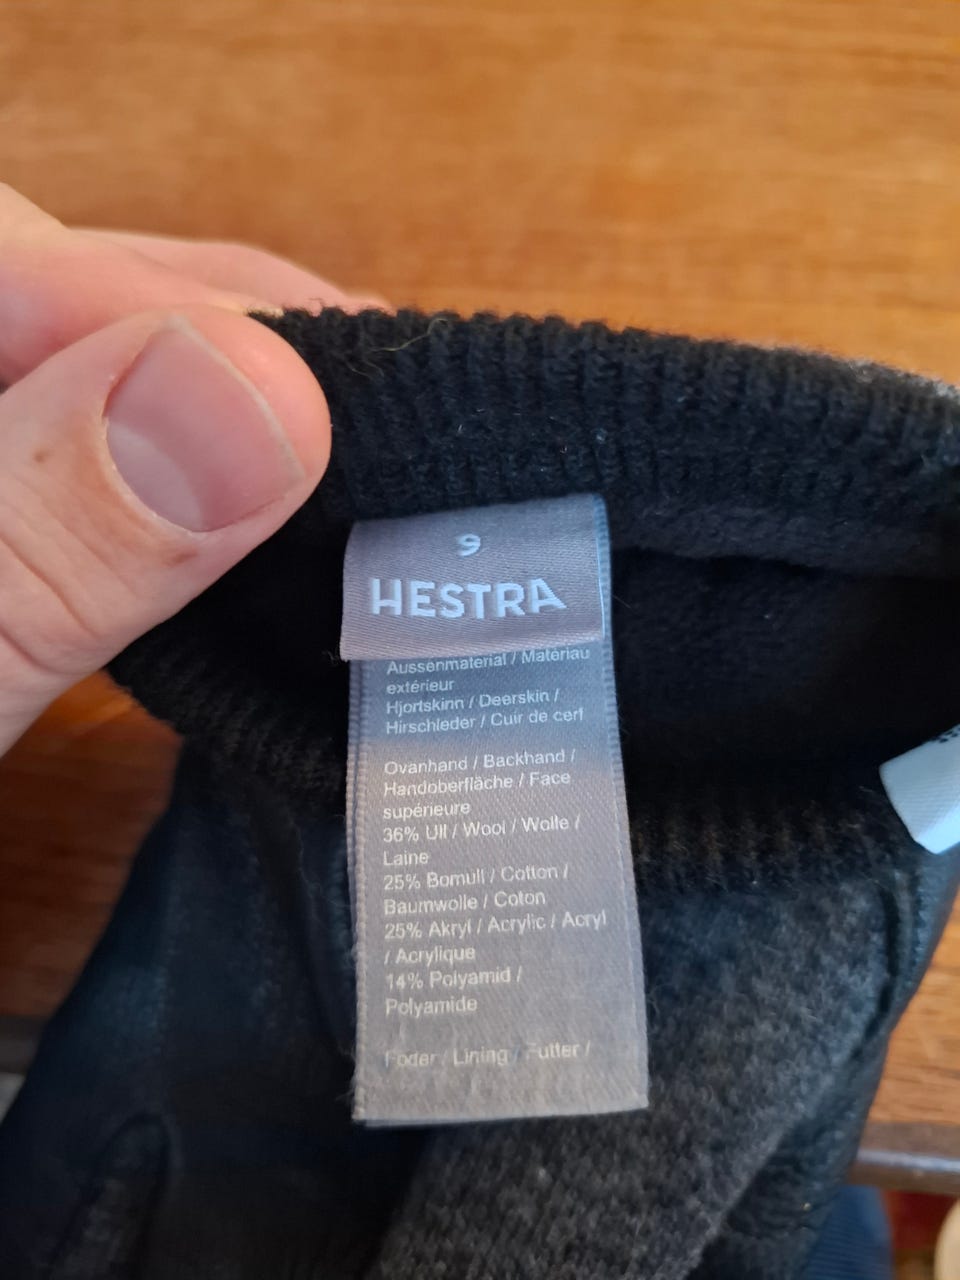 9
HESTRA
Aussenmaterial / Matériau
extérieur
Hjortskinn / Deerskin /
Hirschleder / Cuir de cerf
Ovanhand / Backhand /
Handoberfläche / Face
supérieure
36% Ull / Wool / Wolle /
Laine
25% Bomull / Cotton /
Baumwolle / Coton
25% Akryl / Acrylic / Acryl
/ Acrylique
14% Polyamid /
Polyamide
Foder / Lining / Futter /